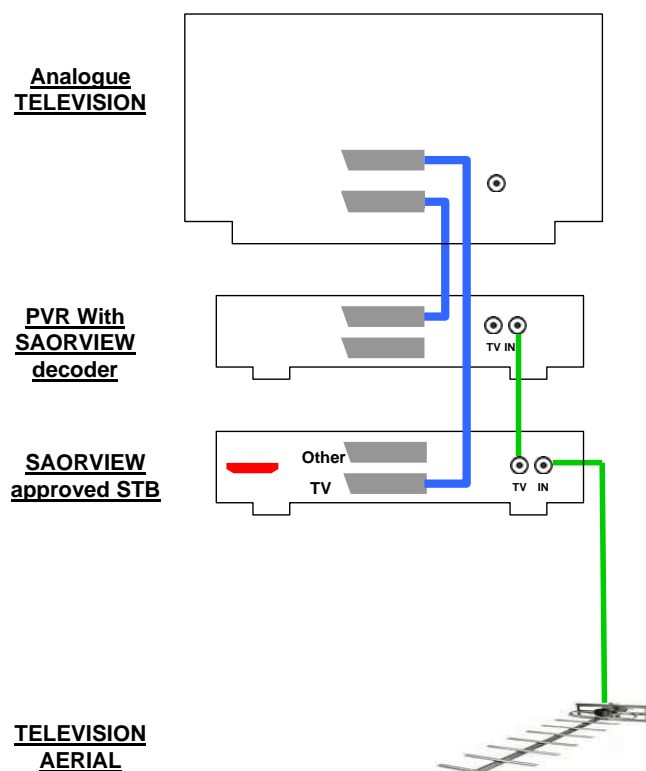 Analogue
TELEVISION
PVR With
SAORVIEW
decoder
TV IN
SAORVIEW
approved STB
Other
TV
TV IN
TELEVISION
AERIAL